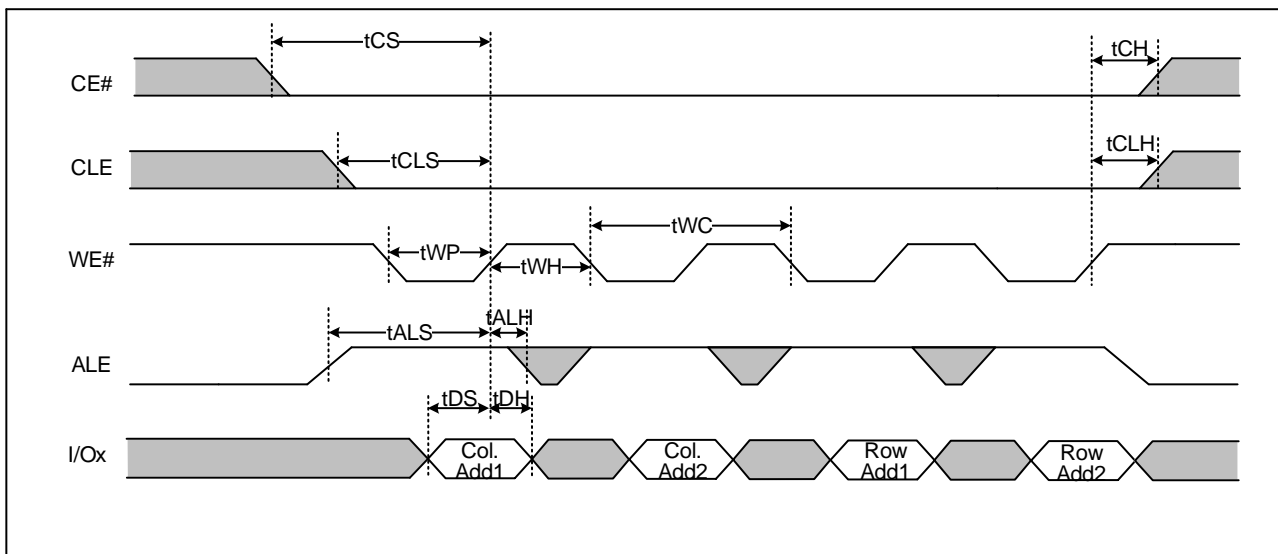 tCS
tCH
CE#
tCLS
tCLH
CLE
tWC
tWP
tWH
WE#
tALS
tALH
ALE
tDS
tDH
I/Ox
Col.
Add1
Col.
Add2
Row
Add1
Row
Add2